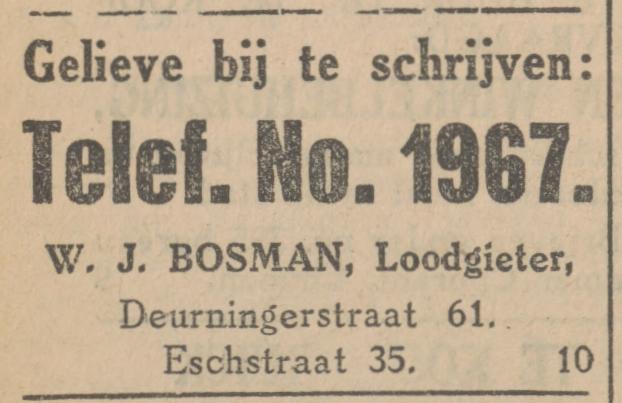 Gelieve bij te schrijven:
Telef. No. 1967.
W. J. BOSMAN, Loodgieter,
Deurningerstraat 61.
Eschstraat 35. 10